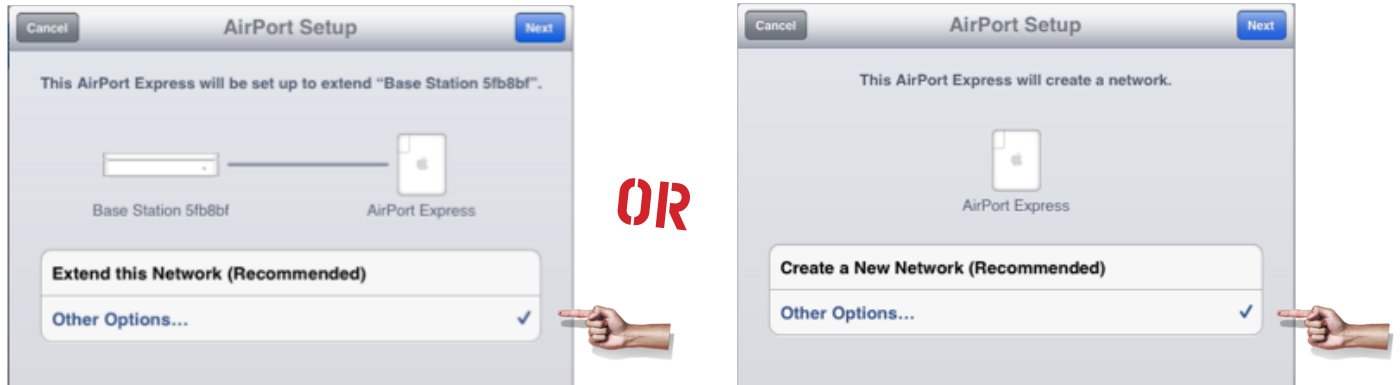 Cancel
AirPort Setup
Next
This AirPort Express will be set up to extend “Base Station 5fb8bf”.
Base Station 5fb8bf
AirPort Express
Extend this Network (Recommended)
Other Options...
OR
Cancel
AirPort Setup
Next
This AirPort Express will create a network.
AirPort Express
Create a New Network (Recommended)
Other Options...